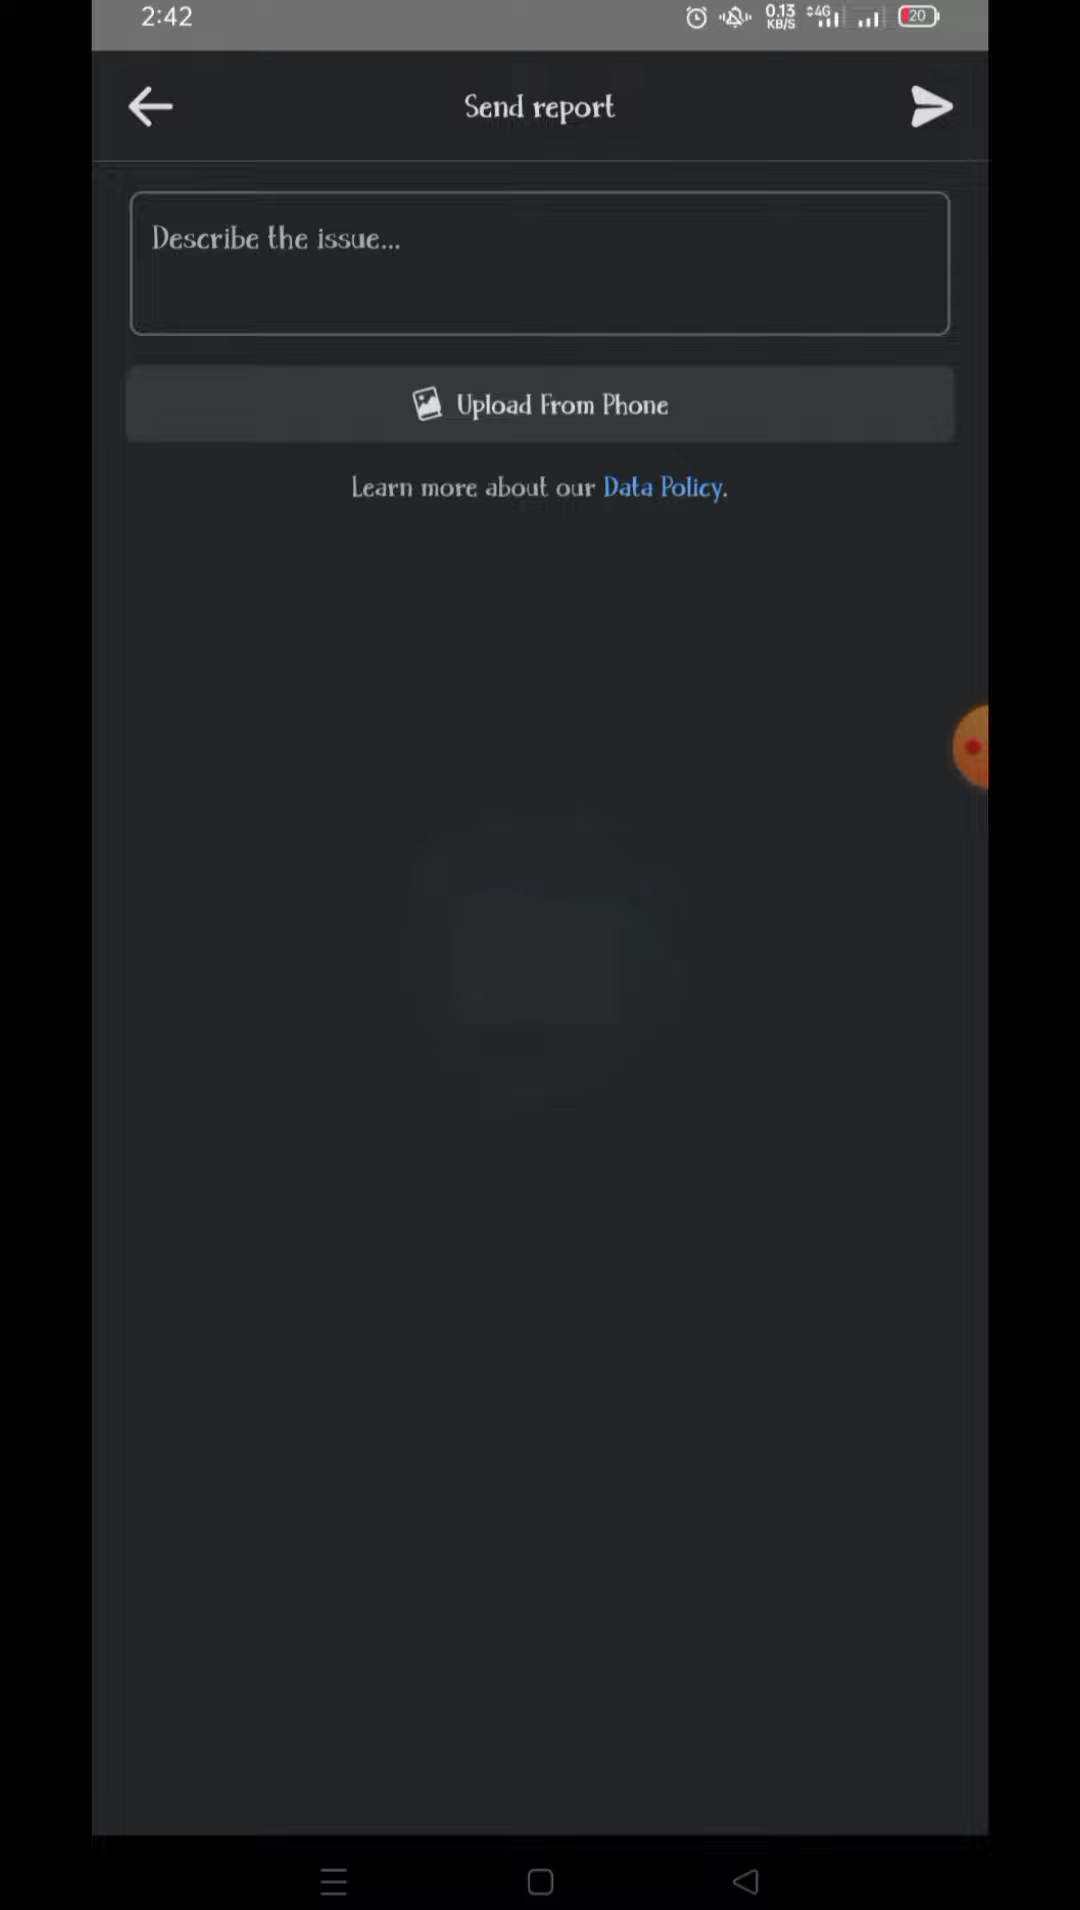 2:42
0.13
KB/S
4G
20
Send report
Describe the issue...
Upload From Phone
Learn more about our Data Policy.